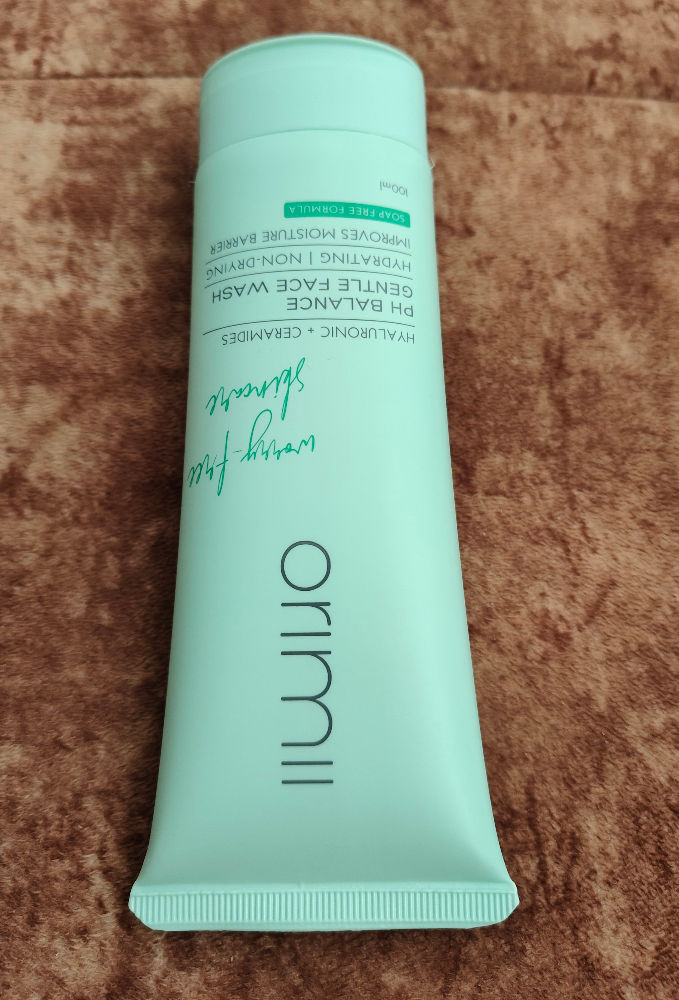 orimii
worry-free
skincare
HYALURONIC + CERAMIDES
PH BALANCE
GENTLE FACE WASH
HYDRATING | NON-DRYING
IMPROVES MOISTURE BARRIER
SOAP FREE FORMULA
100ml